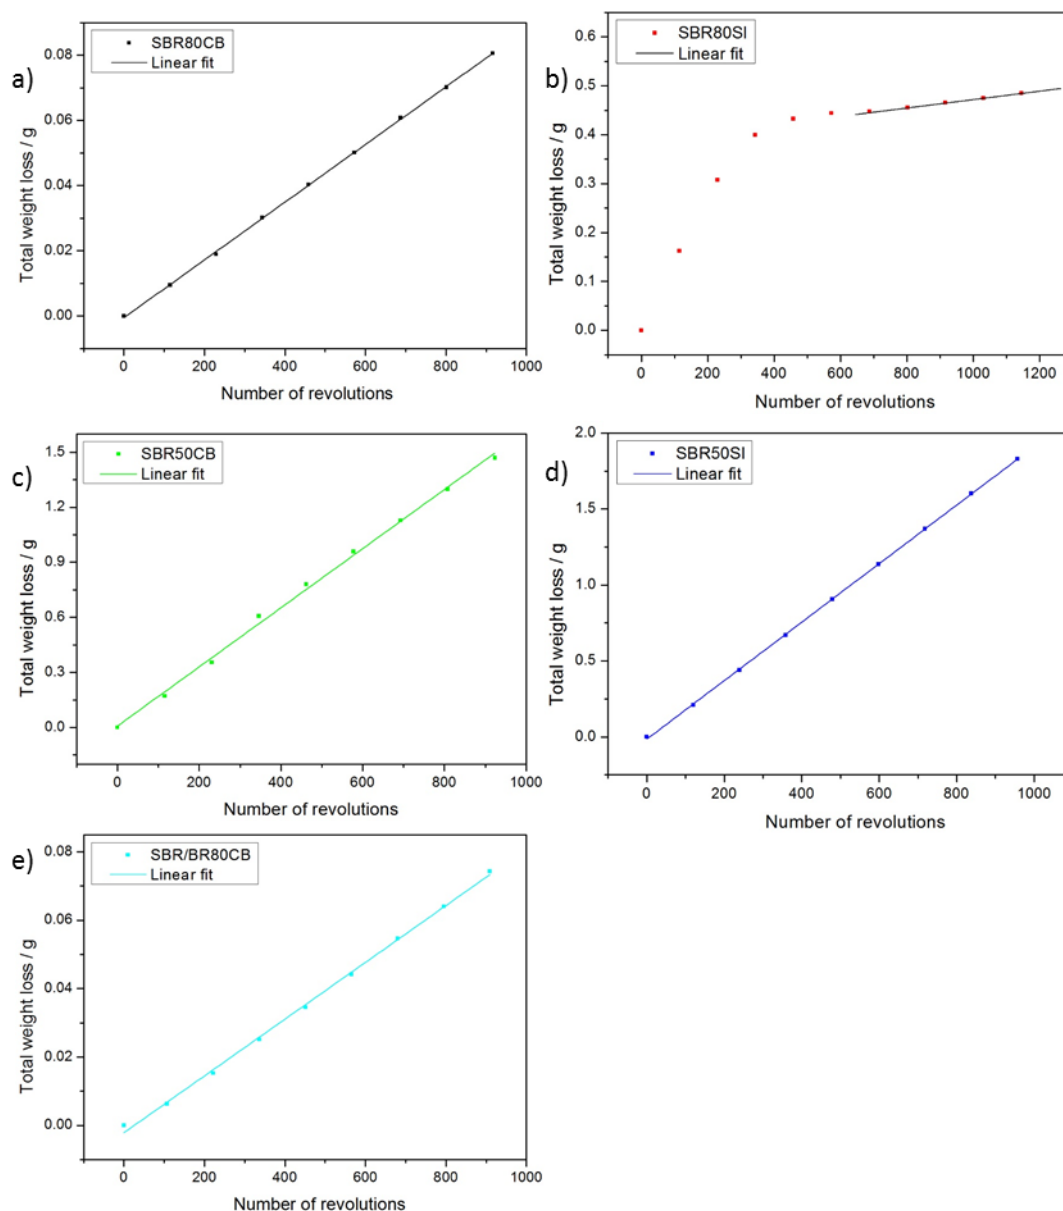 a)
SBR80CB
Linear fit
0.08
0.06
0.04
0.02
0.00
Total weight loss / g
0 200 400 600 800 1000
Number of revolutions
b)
SBR80SI
Linear fit
0.6
0.5
0.4
0.3
0.2
0.1
0.0
Total weight loss / g
0 200 400 600 800 1000 1200
Number of revolutions
c)
SBR50CB
Linear fit
1.5
1.2
0.9
0.6
0.3
0.0
Total weight loss / g
0 200 400 600 800 1000
Number of revolutions
d)
SBR50SI
Linear fit
2.0
1.5
1.0
0.5
0.0
Total weight loss / g
0 200 400 600 800 1000
Number of revolutions
e)
SBR/BR80CB
Linear fit
0.08
0.06
0.04
0.02
0.00
Total weight loss / g
0 200 400 600 800 1000
Number of revolutions